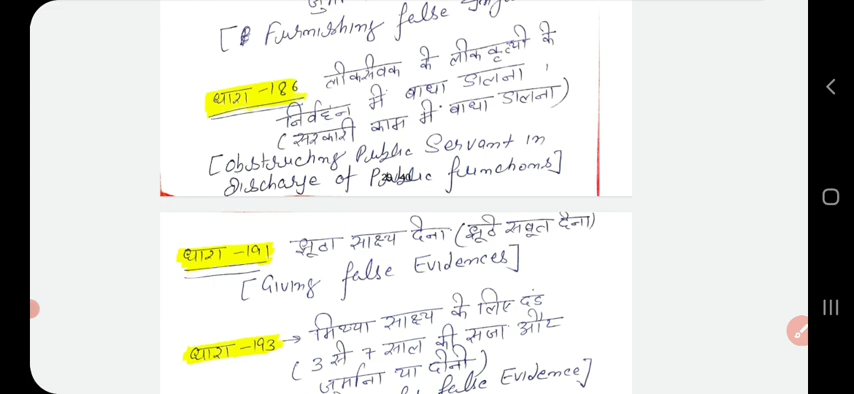 [ Furnishing false
धारा -186 लोकसेवक के लोककृत्यो के
निर्वहन में बाधा डालना,
(सरकारी काम में बाधा डालना)
[Obstructing Public Servant in
Discharge of Public functions]
धारा -191 झूठा साक्ष्य देना (झूठे सबूत देना)
[Giving false Evidences]
धारा -193 → मिथ्या साक्ष्य के लिए दंड
(3 से 7 साल की सजा और
जुर्माना या दोनो)
false Evidence]